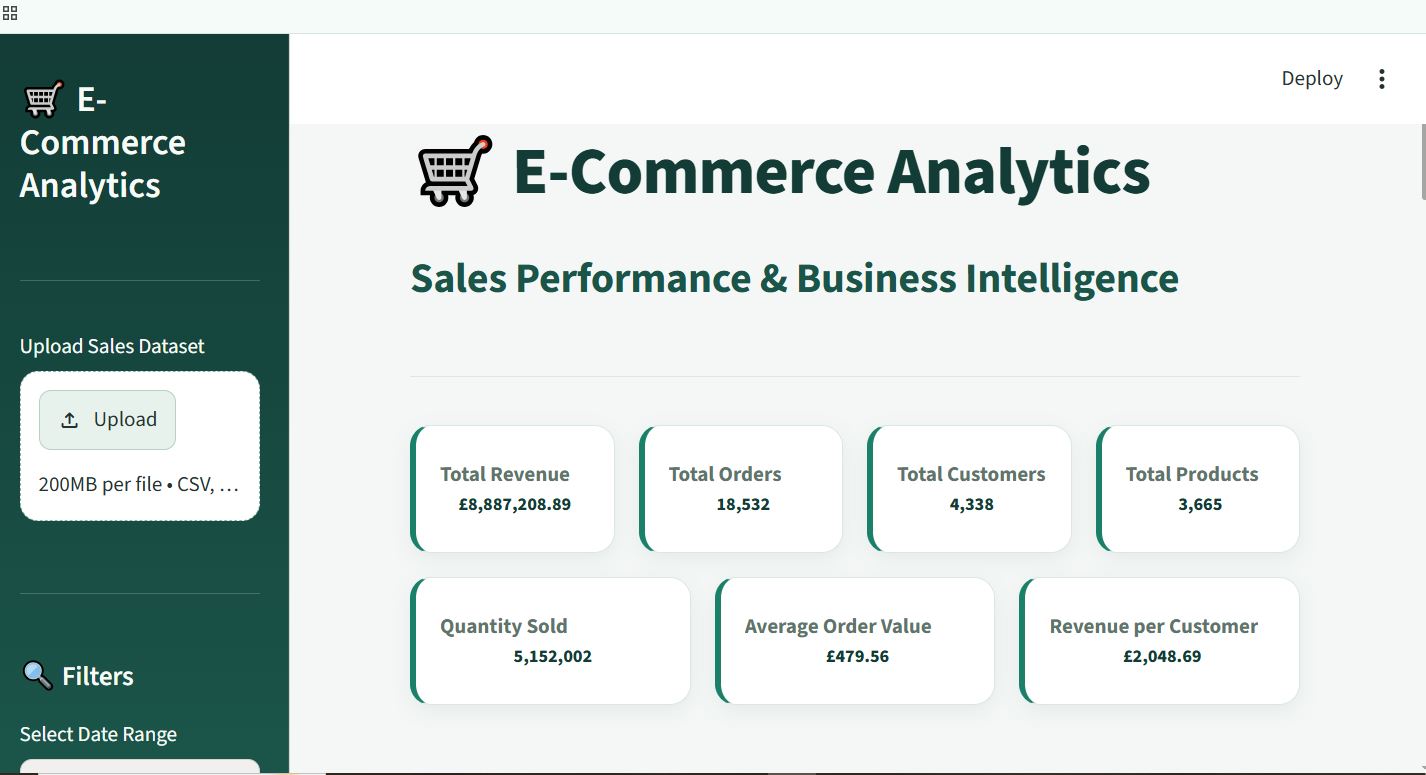 E-
Commerce
Analytics
Upload Sales Dataset
Upload
200MB per file • CSV, …
Filters
Select Date Range
Deploy
E-Commerce Analytics
Sales Performance & Business Intelligence
Total Revenue
£8,887,208.89
Total Orders
18,532
Total Customers
4,338
Total Products
3,665
Quantity Sold
5,152,002
Average Order Value
£479.56
Revenue per Customer
£2,048.69